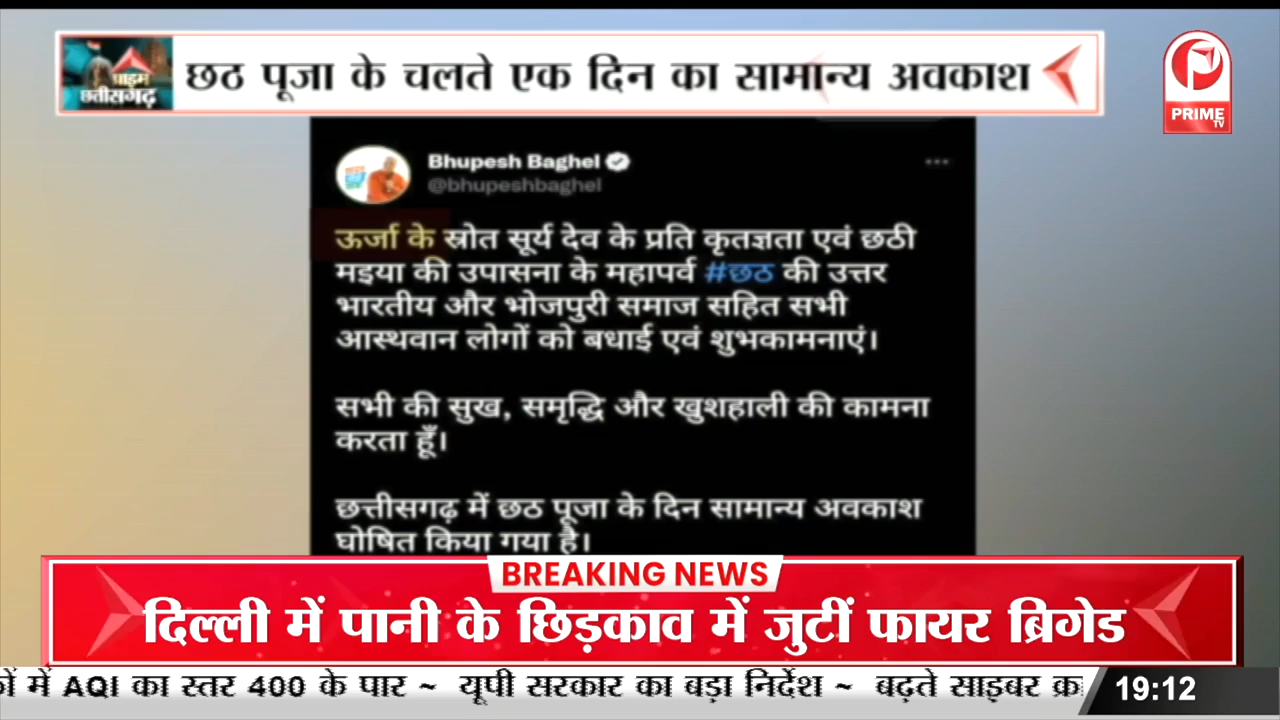 प्राइम
छत्तीसगढ़
छठ पूजा के चलते एक दिन का सामान्य अवकाश
PRIME
TV
Bhupesh Baghel
@bhupeshbaghel
ऊर्जा के स्रोत सूर्य देव के प्रति कृतज्ञता एवं छठी
मइया की उपासना के महापर्व #छठ की उत्तर
भारतीय और भोजपुरी समाज सहित सभी
आस्थवान लोगों को बधाई एवं शुभकामनाएं।
सभी की सुख, समृद्धि और खुशहाली की कामना
करता हूँ।
छत्तीसगढ़ में छठ पूजा के दिन सामान्य अवकाश
घोषित किया गया है।
BREAKING NEWS
दिल्ली में पानी के छिड़काव में जुटीं फायर ब्रिगेड
में AQI का स्तर 400 के पार ~ यूपी सरकार का बड़ा निर्देश ~ बढ़ते साइबर
19:12